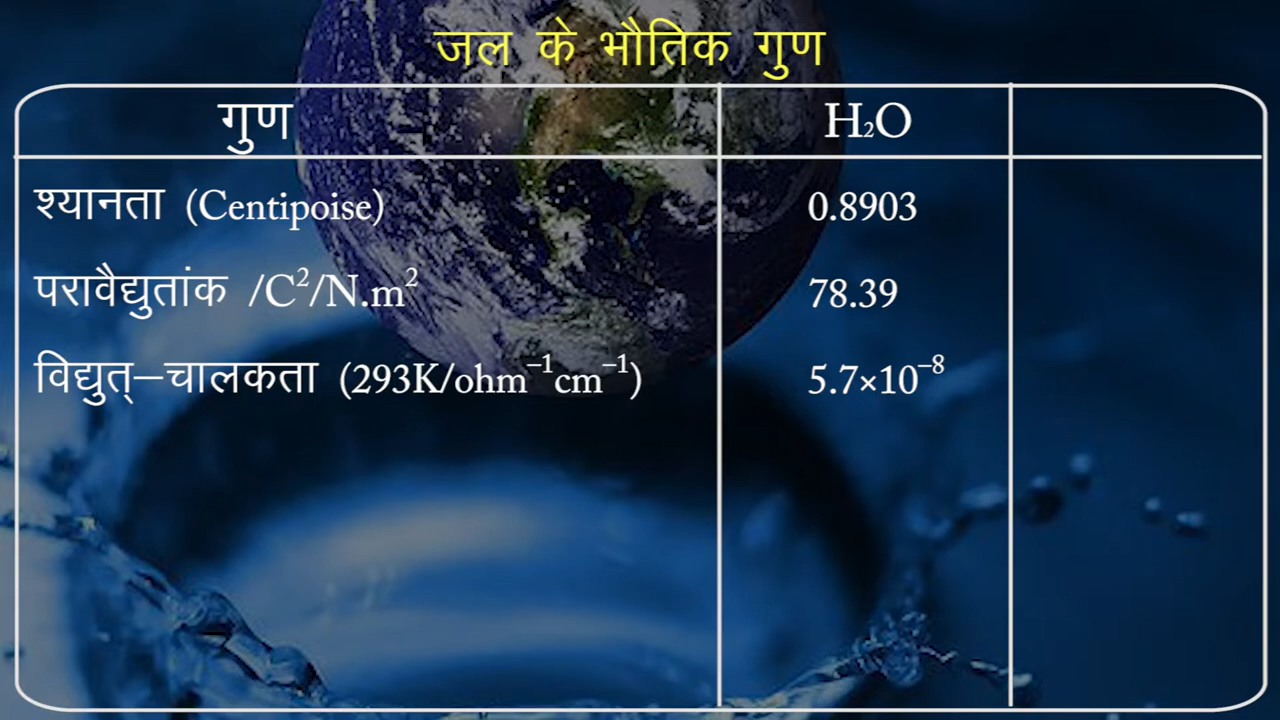 जल के भौतिक गुण
गुण H₂O
श्यानता (Centipoise) 0.8903
परावैद्युतांक /C²/N.m² 78.39
विद्युत्–चालकता (293K/ohm⁻¹cm⁻¹) 5.7×10⁻⁸